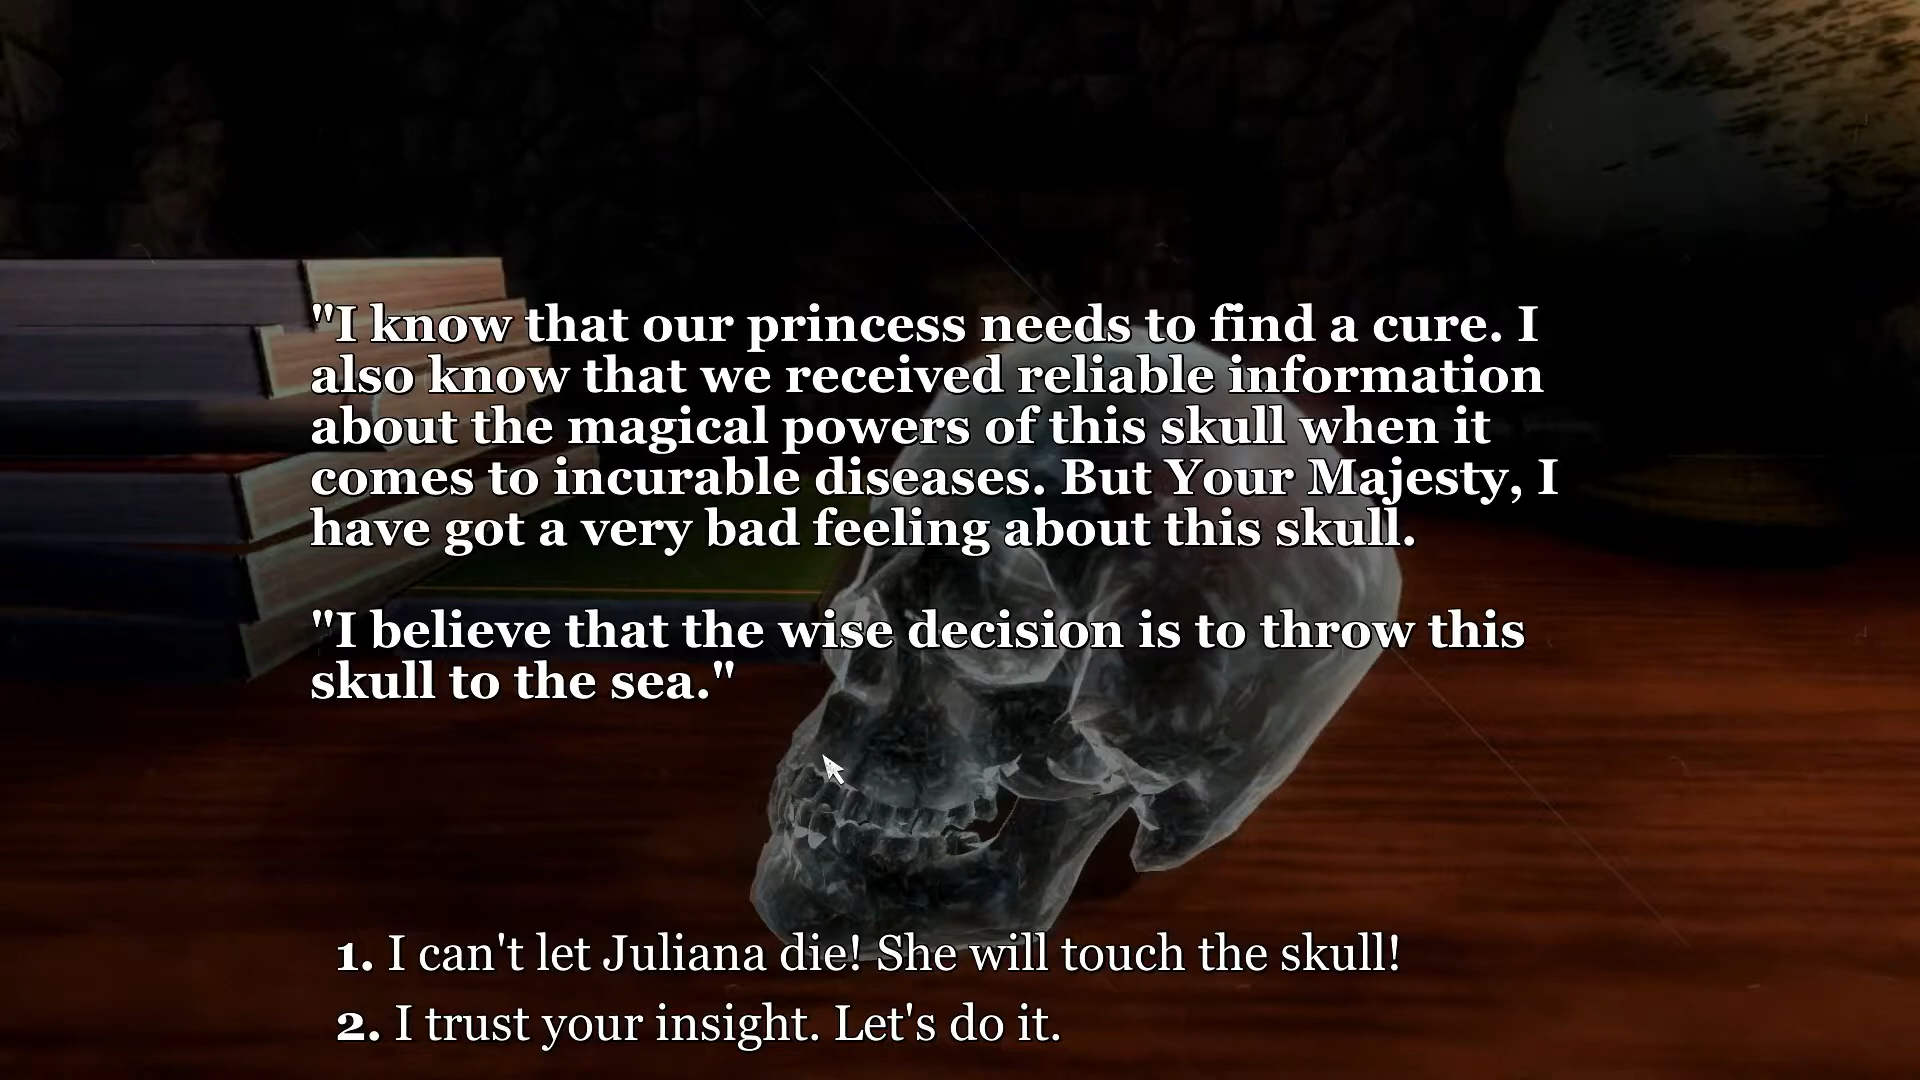 "I know that our princess needs to find a cure. I
also know that we received reliable information
about the magical powers of this skull when it
comes to incurable diseases. But Your Majesty, I
have got a very bad feeling about this skull.
"I believe that the wise decision is to throw this
skull to the sea."
1. I can't let Juliana die! She will touch the skull!
2. I trust your insight. Let's do it.